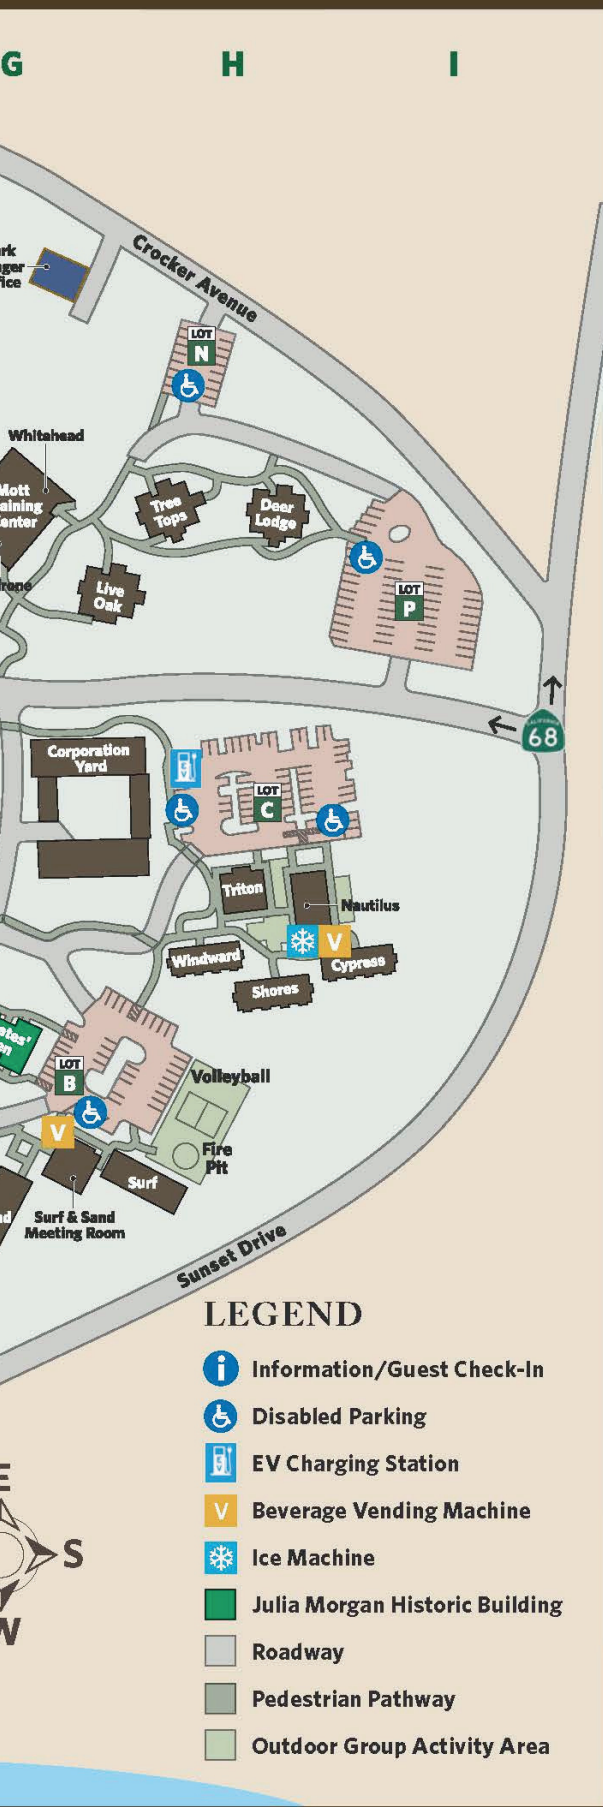 G H I
Crocker Avenue
LOT
N
Whitehead
Tree
Tops
Deer
Lodge
Live
Oak
LOT
P
CALIFORNIA
68
Corporation
Yard
LOT
C
Triton
Nautilus
V
Windward
Cypress
Shores
LOT
B
Volleyball
V
Fire
Pit
Surf
Surf & Sand
Meeting Room
Sunset Drive
LEGEND
i Information/Guest Check-In
Disabled Parking
EV Charging Station
V Beverage Vending Machine
Ice Machine
Julia Morgan Historic Building
Roadway
Pedestrian Pathway
Outdoor Group Activity Area
E
S
W